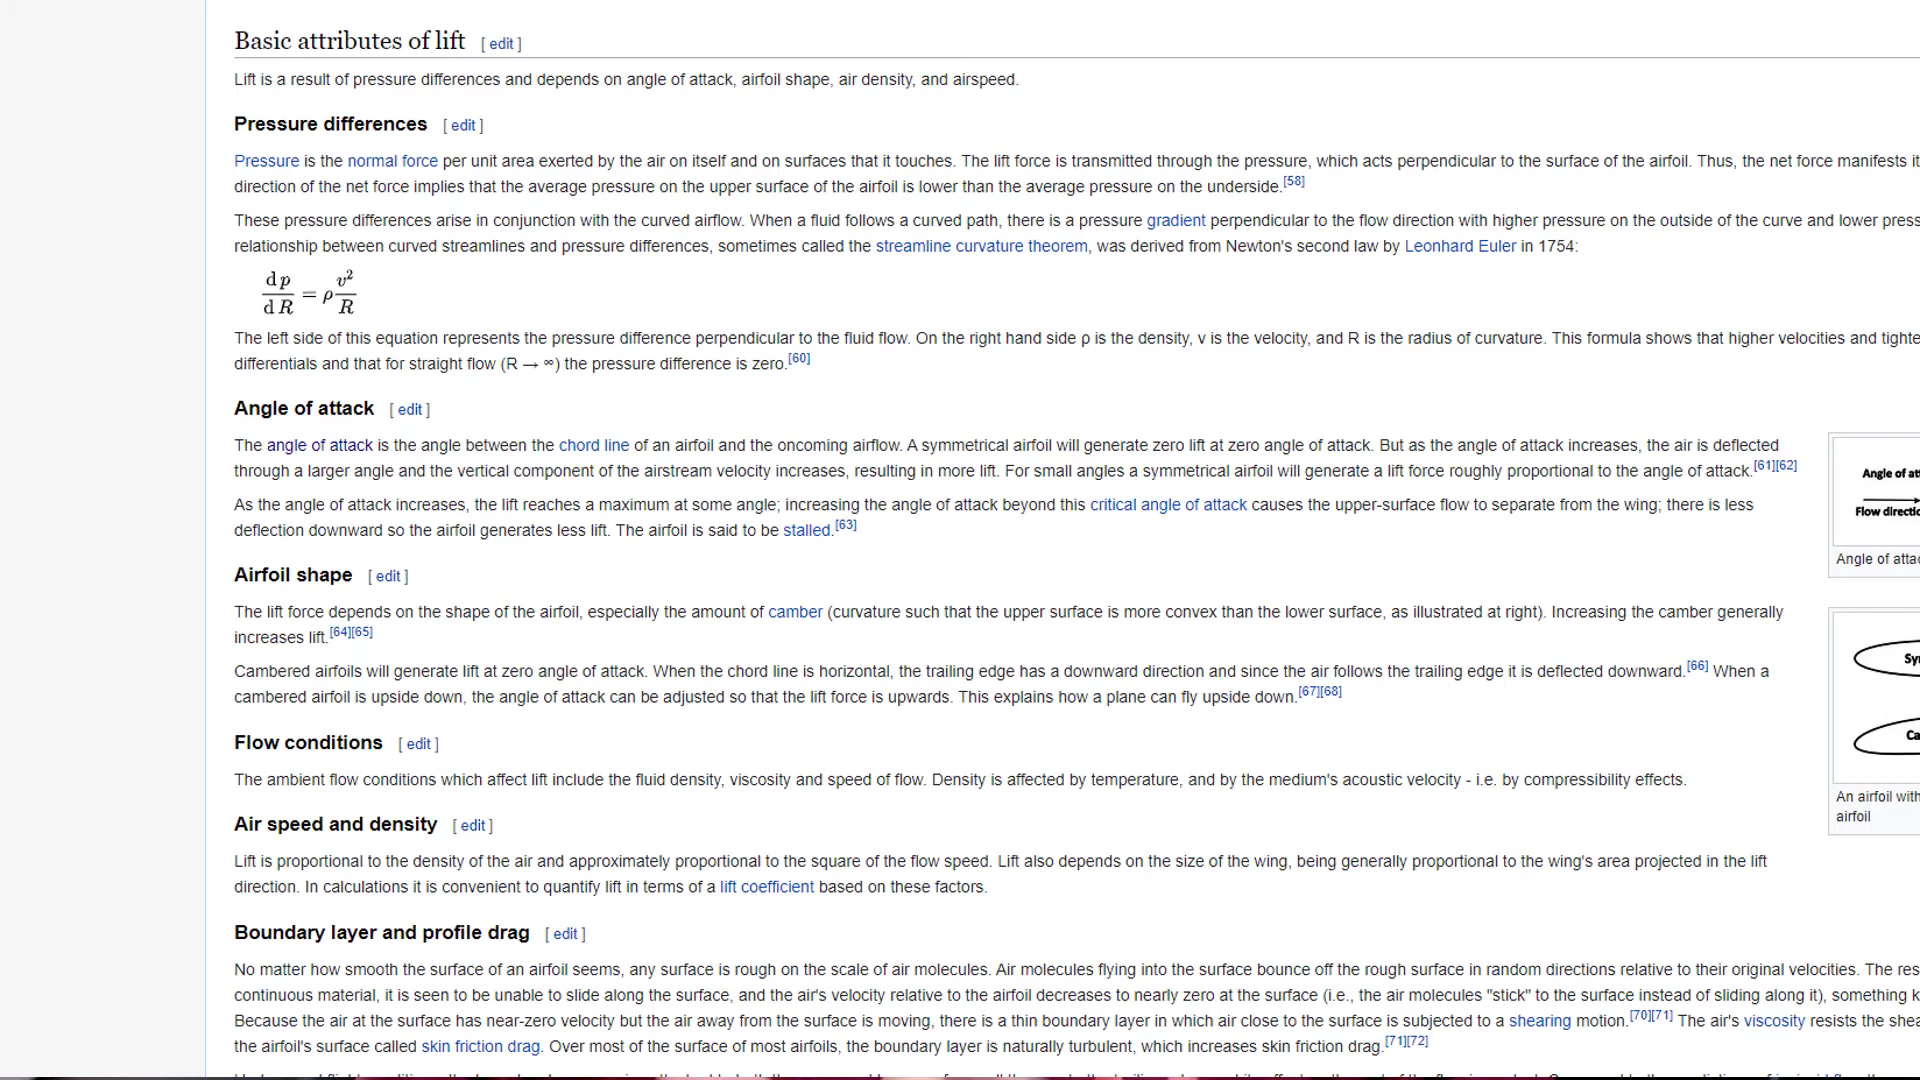 Basic attributes of lift [ edit ]
Lift is a result of pressure differences and depends on angle of attack, airfoil shape, air density, and airspeed.
Pressure differences [ edit ]
Pressure is the normal force per unit area exerted by the air on itself and on surfaces that it touches. The lift force is transmitted through the pressure, which acts perpendicular to the surface of the airfoil. Thus, the net force manifests
direction of the net force implies that the average pressure on the upper surface of the airfoil is lower than the average pressure on the underside.[58]
These pressure differences arise in conjunction with the curved airflow. When a fluid follows a curved path, there is a pressure gradient perpendicular to the flow direction with higher pressure on the outside of the curve and lower
relationship between curved streamlines and pressure differences, sometimes called the streamline curvature theorem, was derived from Newton's second law by Leonhard Euler in 1754:
dp/dR = ρ v²/R
The left side of this equation represents the pressure difference perpendicular to the fluid flow. On the right hand side ρ is the density, v is the velocity, and R is the radius of curvature. This formula shows that higher velocities and
differentials and that for straight flow (R → ∞) the pressure difference is zero.[60]
Angle of attack [ edit ]
The angle of attack is the angle between the chord line of an airfoil and the oncoming airflow. A symmetrical airfoil will generate zero lift at zero angle of attack. But as the angle of attack increases, the air is deflected
through a larger angle and the vertical component of the airstream velocity increases, resulting in more lift. For small angles a symmetrical airfoil will generate a lift force roughly proportional to the angle of attack.[61][62]
Angle of
As the angle of attack increases, the lift reaches a maximum at some angle; increasing the angle of attack beyond this critical angle of attack causes the upper-surface flow to separate from the wing; there is less
Flow
deflection downward so the airfoil generates less lift. The airfoil is said to be stalled.[63]
Angle of
Airfoil shape [ edit ]
The lift force depends on the shape of the airfoil, especially the amount of camber (curvature such that the upper surface is more convex than the lower surface, as illustrated at right). Increasing the camber generally
increases lift.[64][65]
Cambered airfoils will generate lift at zero angle of attack. When the chord line is horizontal, the trailing edge has a downward direction and since the air follows the trailing edge it is deflected downward.[66] When a
cambered airfoil is upside down, the angle of attack can be adjusted so that the lift force is upwards. This explains how a plane can fly upside down.[67][68]
Flow conditions [ edit ]
The ambient flow conditions which affect lift include the fluid density, viscosity and speed of flow. Density is affected by temperature, and by the medium's acoustic velocity - i.e. by compressibility effects.
An airfoil with
airfoil
Air speed and density [ edit ]
Lift is proportional to the density of the air and approximately proportional to the square of the flow speed. Lift also depends on the size of the wing, being generally proportional to the wing's area projected in the lift
direction. In calculations it is convenient to quantify lift in terms of a lift coefficient based on these factors.
Boundary layer and profile drag [ edit ]
No matter how smooth the surface of an airfoil seems, any surface is rough on the scale of air molecules. Air molecules flying into the surface bounce off the rough surface in random directions relative to their original velocities. The
continuous material, it is seen to be unable to slide along the surface, and the air's velocity relative to the airfoil decreases to nearly zero at the surface (i.e., the air molecules "stick" to the surface instead of sliding along it), something
Because the air at the surface has near-zero velocity but the air away from the surface is moving, there is a thin boundary layer in which air close to the surface is subjected to a shearing motion.[70][71] The air's viscosity resists the
the airfoil's surface called skin friction drag. Over most of the surface of most airfoils, the boundary layer is naturally turbulent, which increases skin friction drag.[71][72]